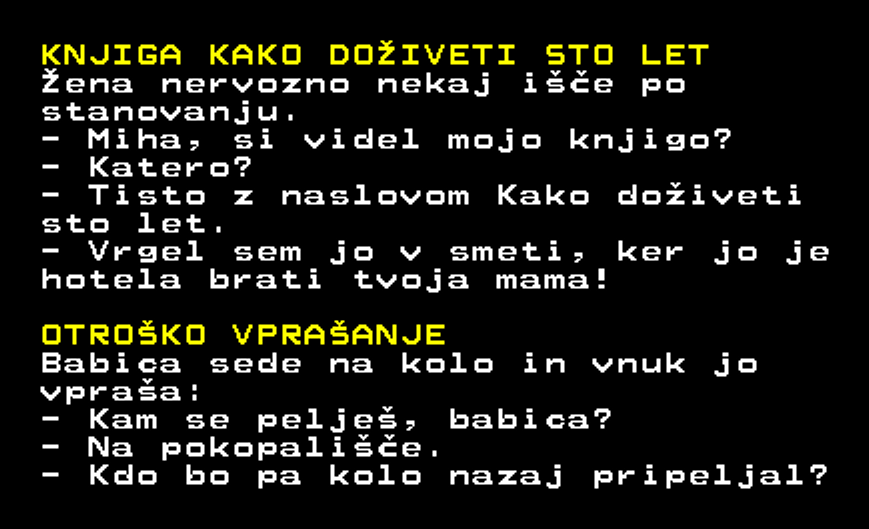 KNJIGA KAKO DOŽIVETI STO LET
Žena nervozno nekaj išče po
stanovanju.
- Miha, si videl mojo knjigo?
- Katero?
- Tisto z naslovom Kako doživeti
sto let.
- Vrgel sem jo v smeti, ker jo je
hotela brati tvoja mama!
OTROŠKO VPRAŠANJE
Babica sede na kolo in vnuk jo
vpraša:
- Kam se pelješ, babica?
- Na pokopališče.
- Kdo bo pa kolo nazaj pripeljal?